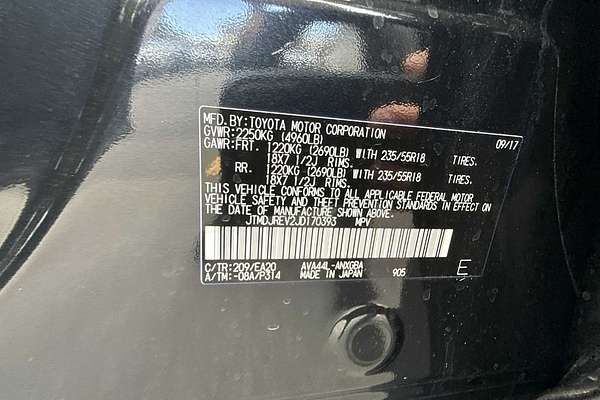 MFD. BY: TOYOTA MOTOR CORPORATION 09/17
GVWR: 2250KG (4960LB)
GAWR: FRT. 1220KG (2690LB) WITH 235/55R18 TIRES.
18X7 1/2J RIMS.
RR. 1220KG (2690LB) WITH 235/55R18 TIRES.
18X7 1/2J RIMS.
THIS VEHICLE CONFORMS TO ALL APPLICABLE FEDERAL MOTOR
VEHICLE SAFETY AND THEFT PREVENTION STANDARDS IN EFFECT ON
THE DATE OF MANUFACTURE SHOWN ABOVE.
JTMDJREV2JD170393 MPV
C/TR: 209/EA20 AVA44L-ANXGBA
A/TM: -08A/P314 MADE IN JAPAN 905 E